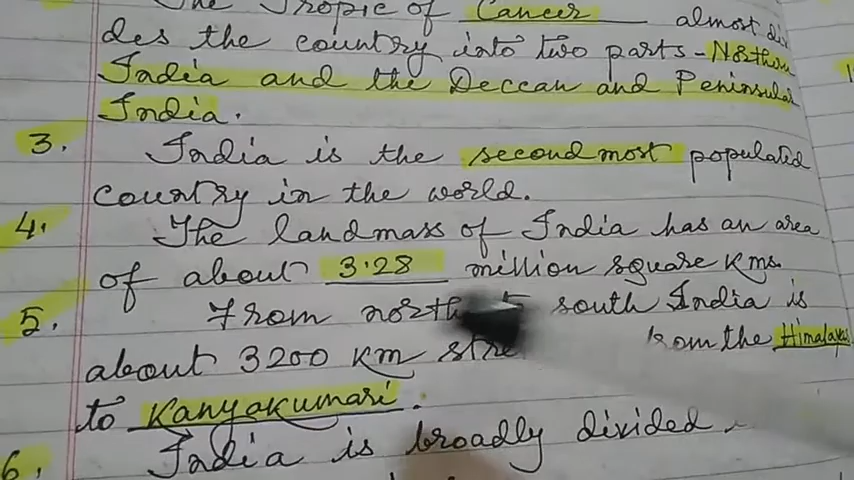 The Tropic of Cancer almost di
des the country into two parts - Northern
India and the Deccan and Peninsular
India.
3. India is the second most populated
country in the world.
4. The landmass of India has an area
of about 3.28 million square Kms.
5. From north to south India is
about 3200 Km from the Himalayas
to Kanyakumari.
6. India is broadly divided